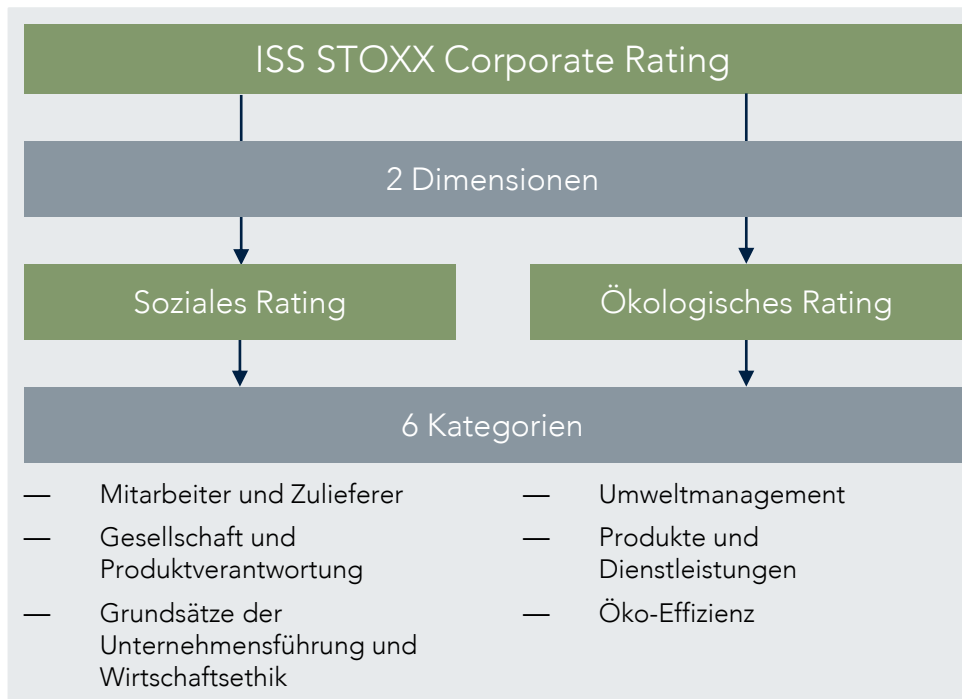 ISS STOXX Corporate Rating
2 Dimensionen
Soziales Rating
Ökologisches Rating
6 Kategorien
— Mitarbeiter und Zulieferer
— Gesellschaft und
Produktverantwortung
— Grundsätze der
Unternehmensführung und
Wirtschaftsethik
— Umweltmanagement
— Produkte und
Dienstleistungen
— Öko-Effizienz